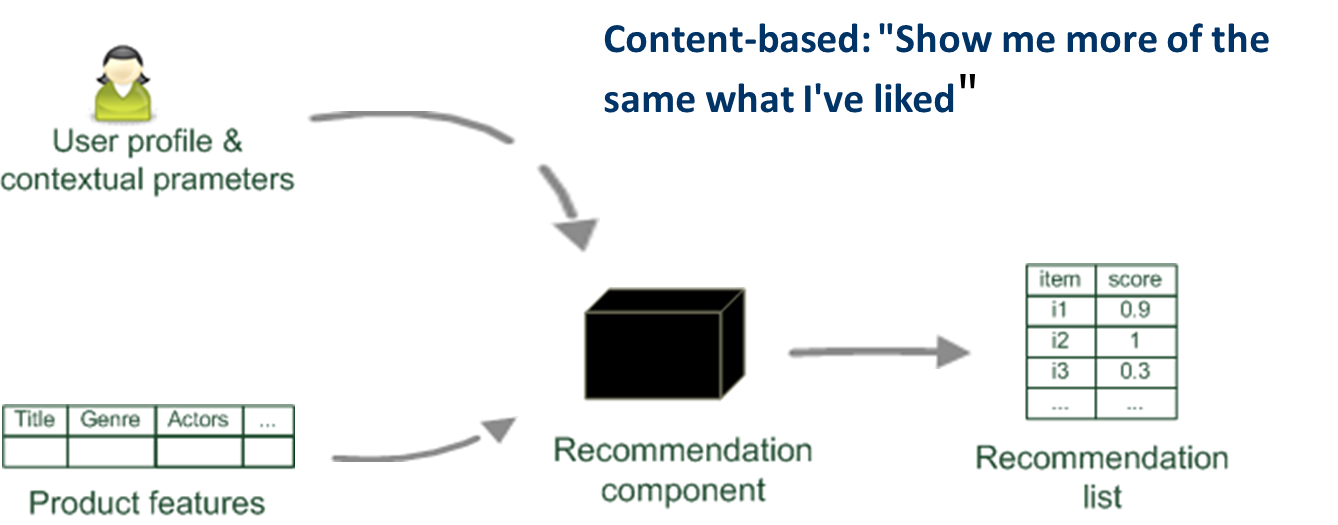 Content-based: "Show me more of the
same what I've liked"
User profile &
contextual prameters
item score
i1 0.9
i2 1
i3 0.3
... ...
Title Genre Actors ...
Product features
Recommendation
component
Recommendation
list